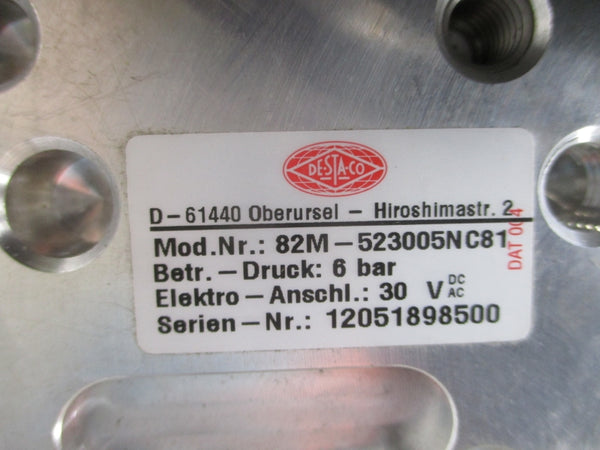 DE-STA-CO
D-61440 Oberursel - Hiroshimastr. 2
Mod.Nr.: 82M-523005NC81
Betr.-Druck: 6 bar
Elektro-Anschl.: 30 V DC AC
Serien-Nr.: 12051898500
DAT 004